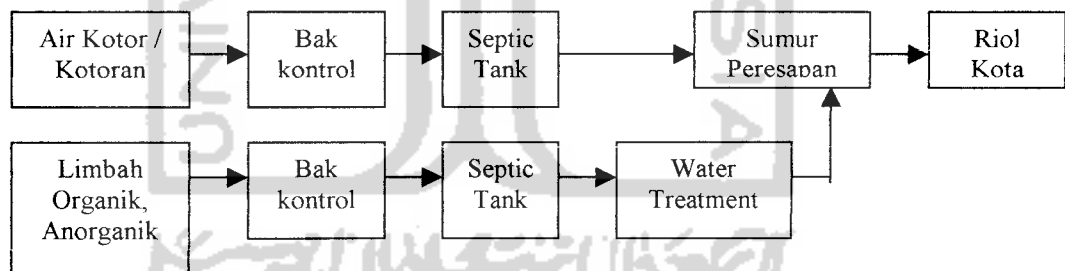 Air Kotor /
Kotoran
Bak
kontrol
Septic
Tank
Sumur
Peresapan
Riol
Kota
Limbah
Organik,
Anorganik
Bak
kontrol
Septic
Tank
Water
Treatment